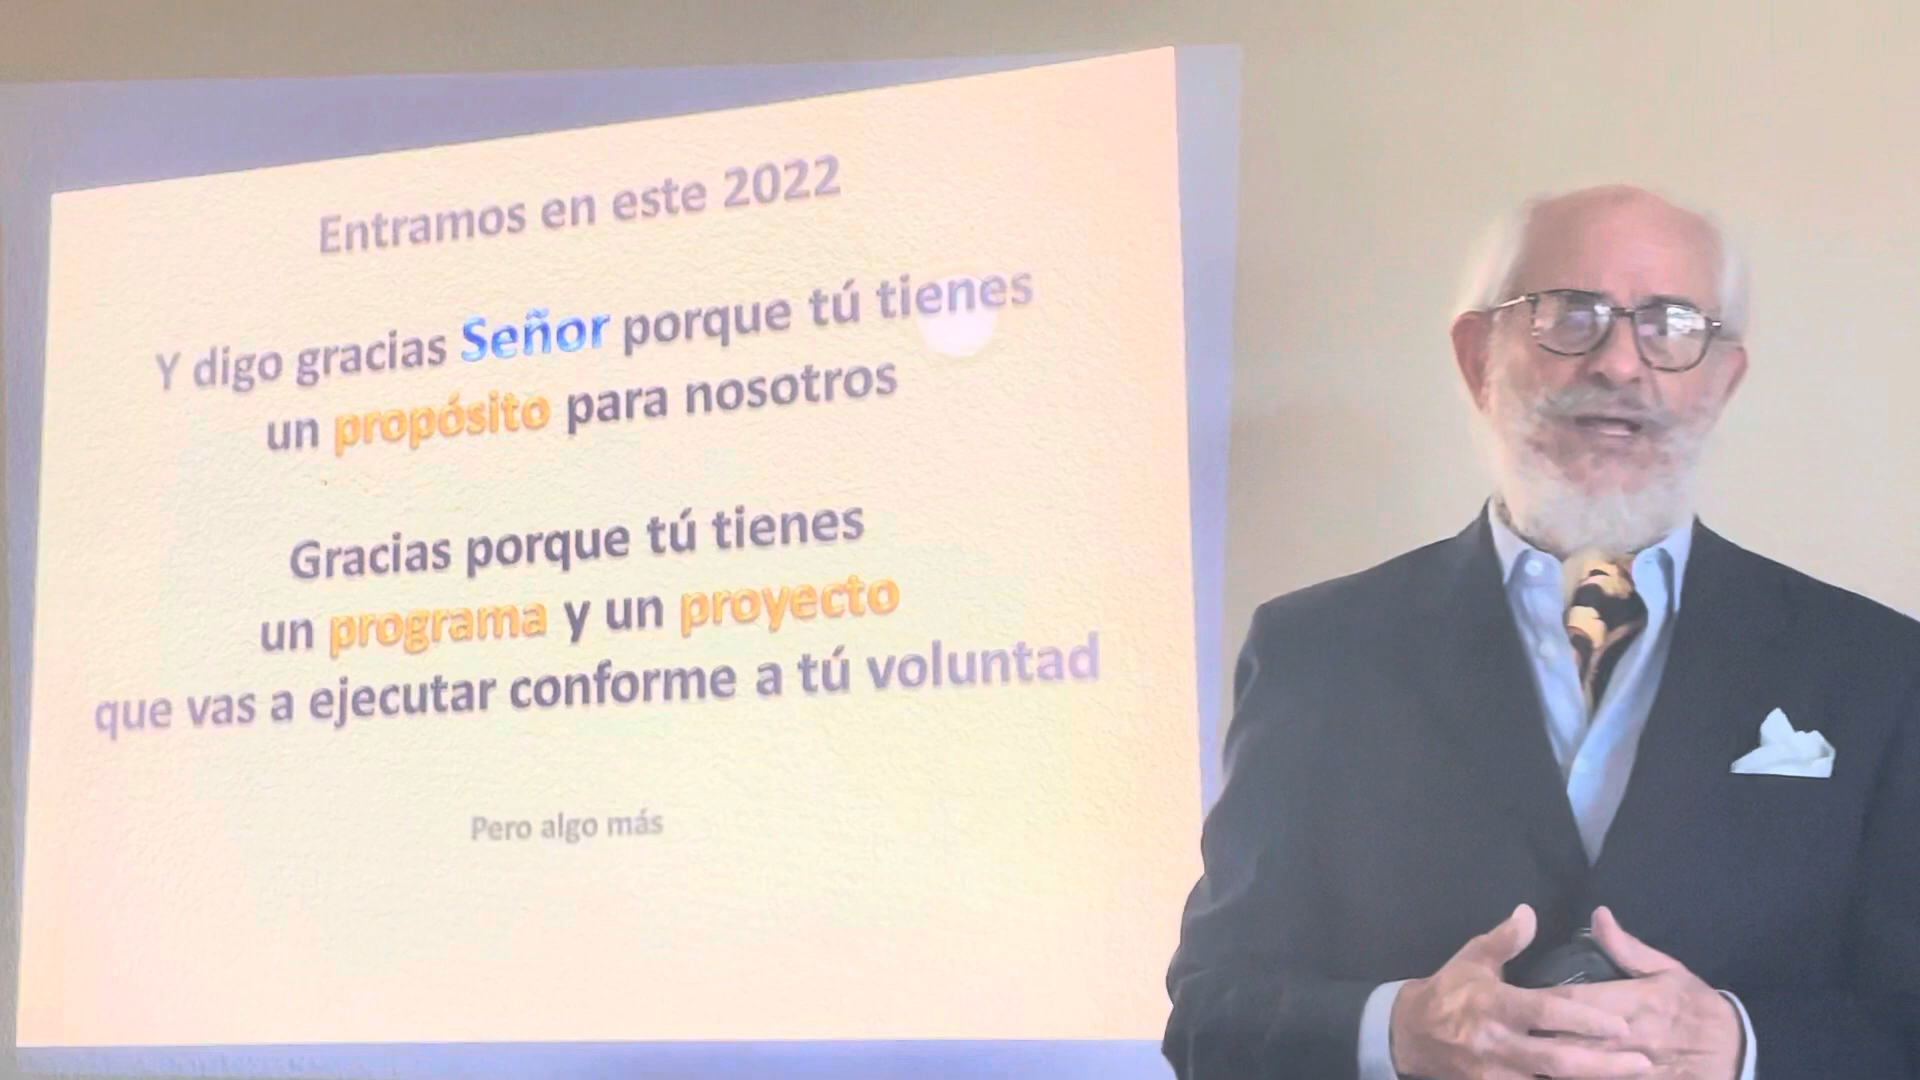 Entramos en este 2022
Y digo gracias Señor porque tú tienes
un propósito para nosotros
Gracias porque tú tienes
un programa y un proyecto
que vas a ejecutar conforme a tú voluntad
Pero algo más